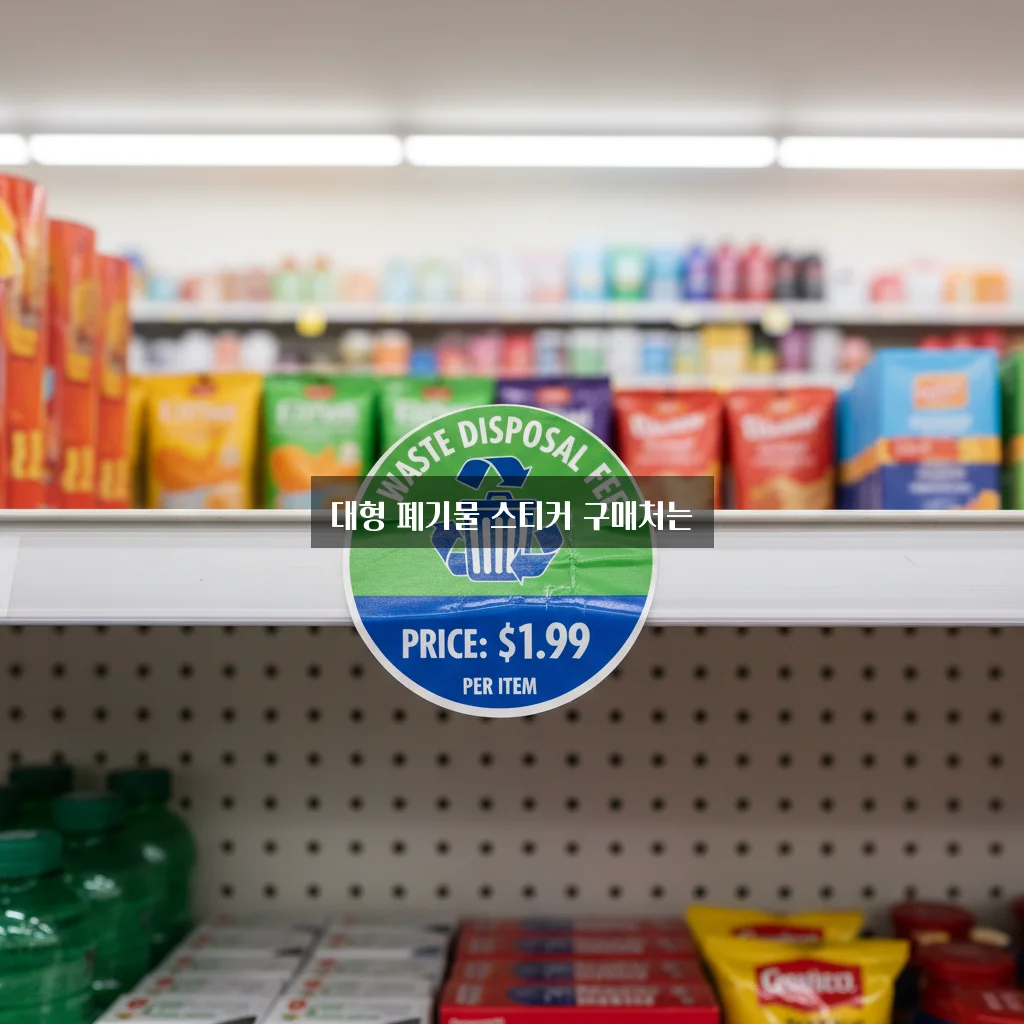 WASTE DISPOSAL FEE
대형 폐기물 스티커 구매처는
PRICE: $1.99
PER ITEM